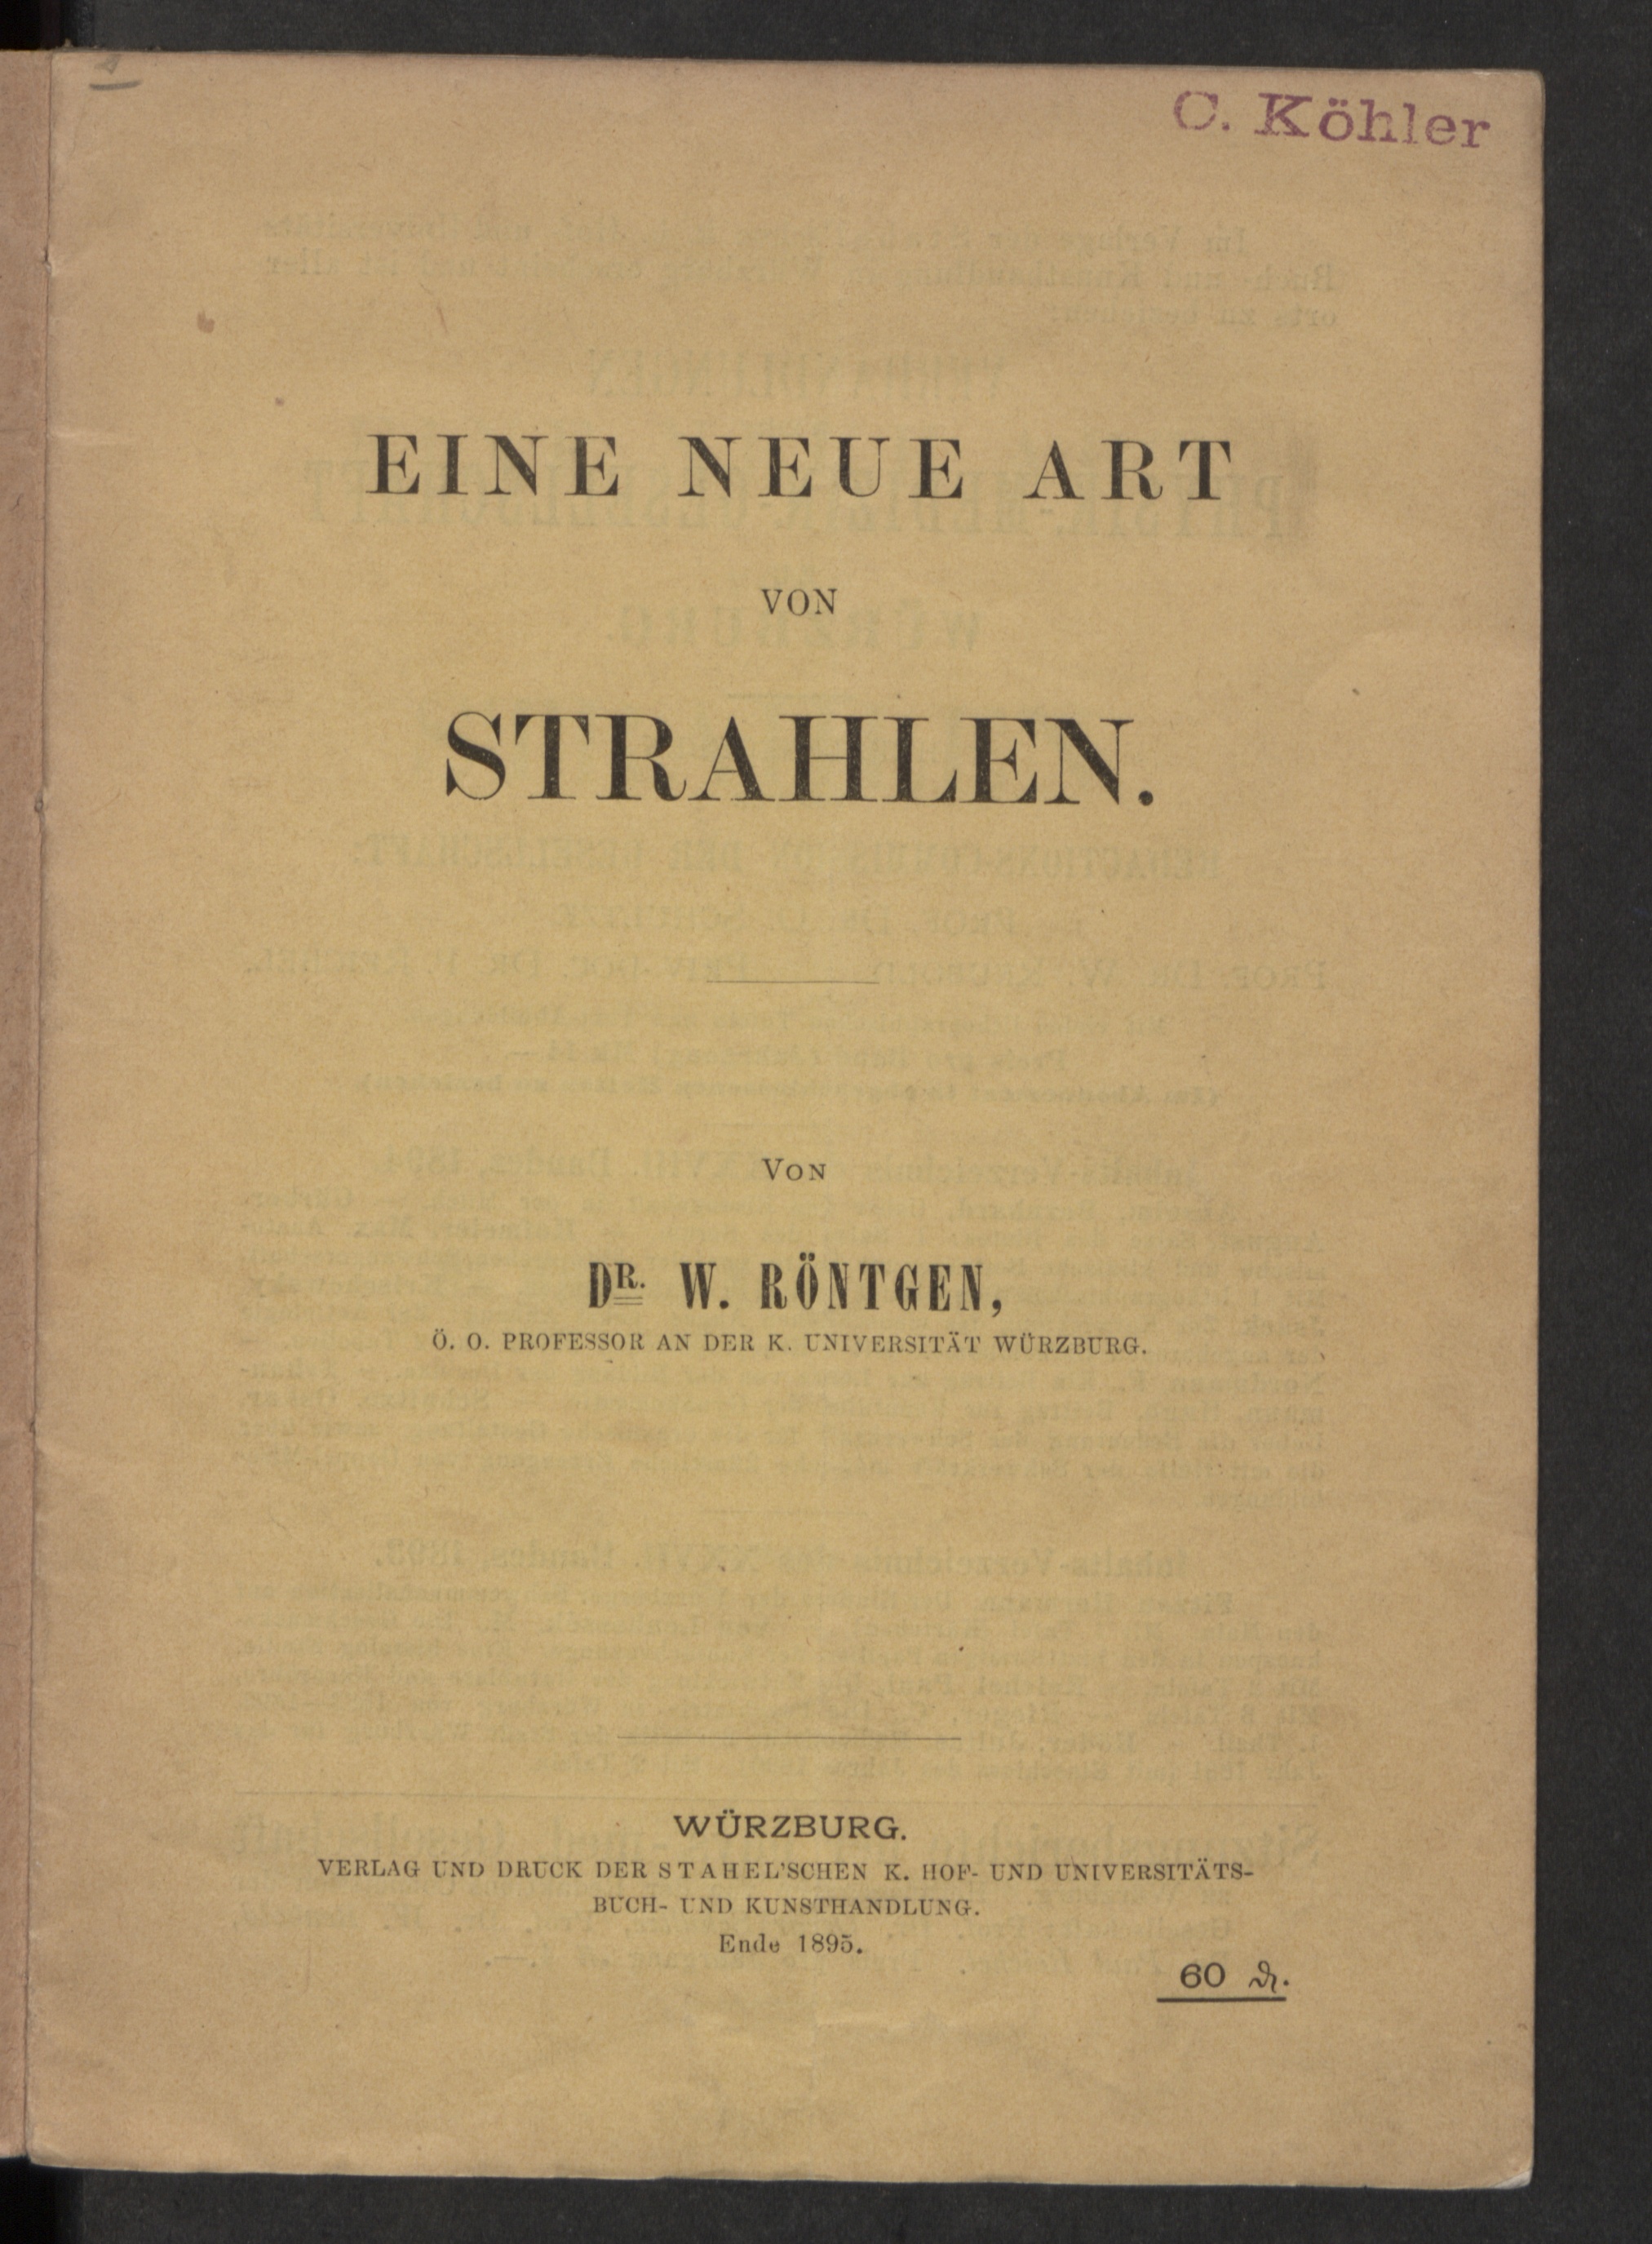 C. Köhler
EINE NEUE ART
VON
STRAHLEN.
VON
DR. W. RÖNTGEN,
Ö. O. PROFESSOR AN DER K. UNIVERSITÄT WÜRZBURG.
WÜRZBURG.
VERLAG UND DRUCK DER STAHEL'SCHEN K. HOF- UND UNIVERSITÄTS-
BUCH- UND KUNSTHANDLUNG.
Ende 1895.
60 ₰.